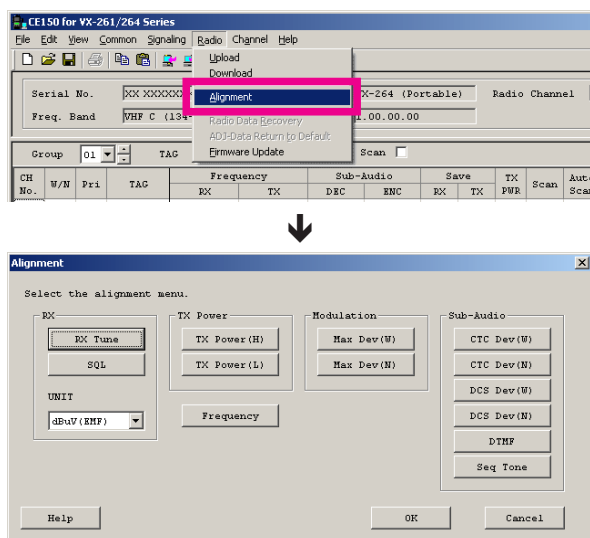 CE150 for VX-261/264 Series
File Edit View Common Signaling Radio Channel Help
Upload
Download
Serial No. XX XXXXX
Alignment
X-264 (Portable) Radio Channel
Radio Data Recovery
Freq. Band VHF C (134- 1.00.00.00
ADJ-Data Return to Default
Firmware Update
Group 01 TAG Scan
CH No. W/N Pri TAG Frequency Sub-Audio Save TX PWR Scan
RX TX DEC ENC RX TX
Alignment
Select the alignment menu.
RX TX Power Modulation Sub-Audio
RX Tune TX Power(H) Max Dev(W) CTC Dev(W)
SQL TX Power(L) Max Dev(N) CTC Dev(N)
UNIT DCS Dev(W)
dBuV(EMF) Frequency DCS Dev(N)
DTMF
Seq Tone
Help OK Cancel